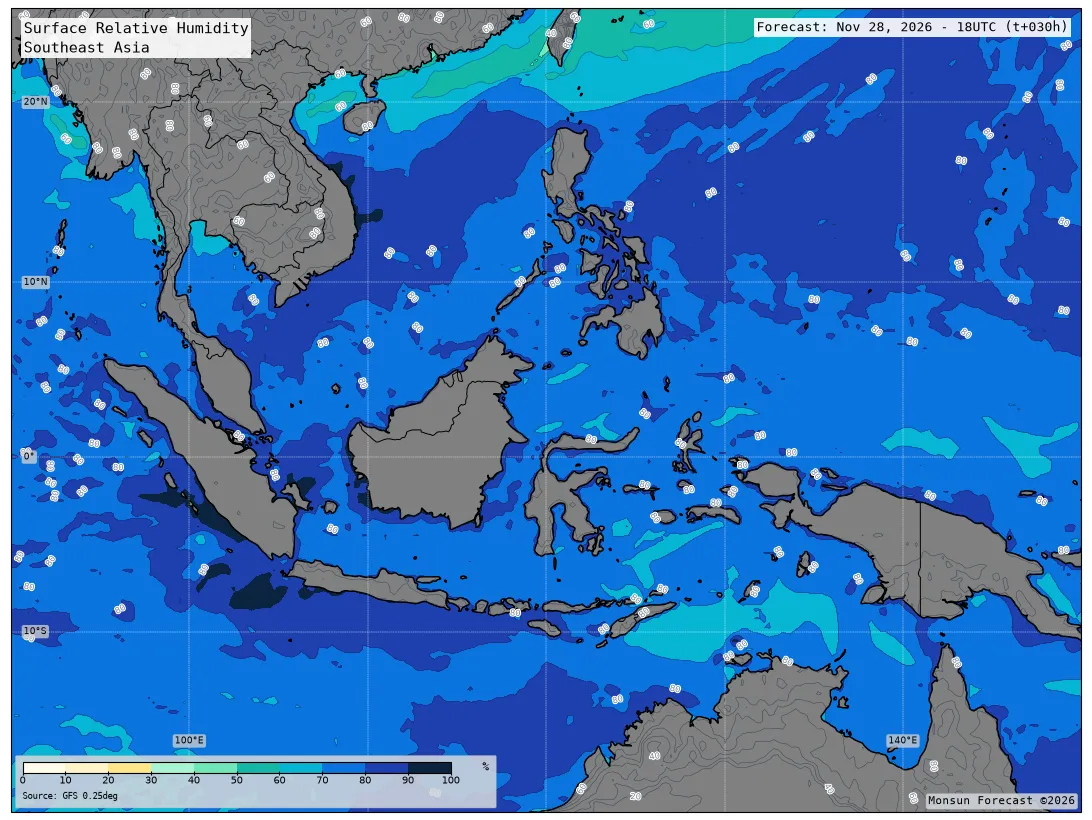 Surface Relative Humidity
Southeast Asia
Forecast: Nov 28, 2026 - 18UTC (t+030h)
20°N
10°N
0°
10°S
100°E
140°E
0 10 20 30 40 50 60 70 80 90 100
%
Source: GFS 0.25deg
Monsun Forecast ©2026